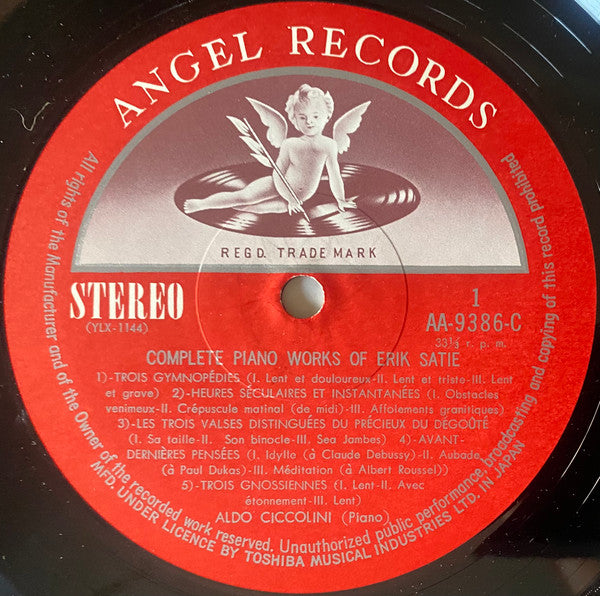 ANGEL RECORDS
REGD. TRADE MARK
STEREO
(YLX-1144)
1
AA-9386-C
33⅓ r. p. m.
COMPLETE PIANO WORKS OF ERIK SATIE
1)-TROIS GYMNOPÉDIES (I. Lent et douloureux-II. Lent et triste-III. Lent
et grave) 2)-HEURES SÉCULAIRES ET INSTANTANÉES (I. Obstacles
venimeux-II. Crépuscule matinal (de midi)-III. Affolements granitiques)
3)-LES TROIS VALSES DISTINGUÉES DU PRÉCIEUX DU DÉGOÛTÉ
(I. Sa taille-II. Son binocle-III. Sea Jambes) 4)-AVANT-
DERNIÈRES PENSÉES (I. Idylle (à Claude Debussy)-II. Aubade,
(à Paul Dukas)-III. Méditation (à Albert Roussel))
5)-TROIS GNOSSIENNES (I. Lent-II. Avec
étonnement-III. Lent)
ALDO CICCOLINI (Piano)
All rights of the Manufacturer and of the Owner of the recorded work reserved. Unauthorized public performance, broadcasting and copying of this record prohibited
MFD. UNDER LICENCE BY TOSHIBA MUSICAL INDUSTRIES LTD. IN JAPAN